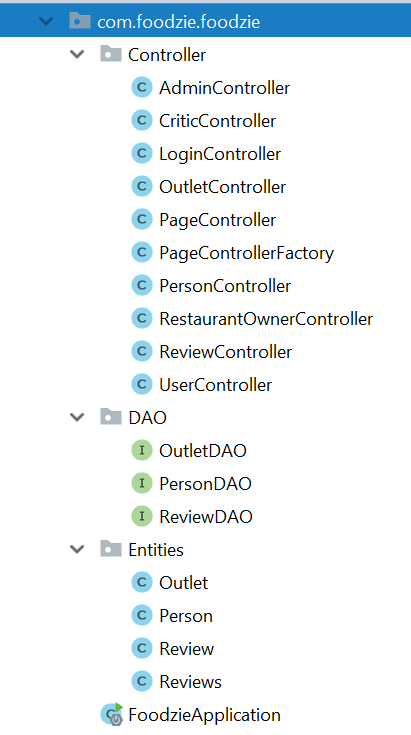 com.foodzie.foodzie
Controller
C AdminController
C CriticController
C LoginController
C OutletController
C PageController
C PageControllerFactory
C PersonController
C RestaurantOwnerController
C ReviewController
C UserController
DAO
I OutletDAO
I PersonDAO
I ReviewDAO
Entities
C Outlet
C Person
C Review
C Reviews
C FoodzieApplication